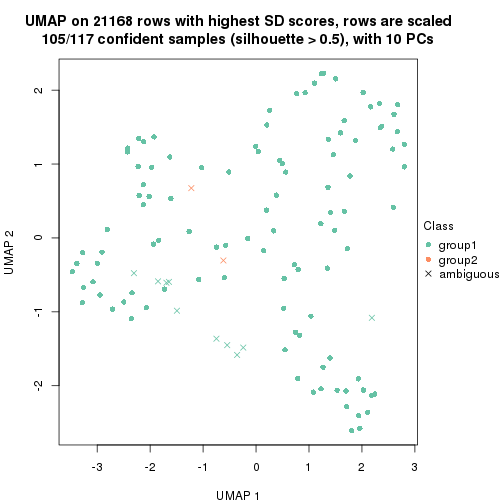 UMAP on 21168 rows with highest SD scores, rows are scaled
105/117 confident samples (silhouette > 0.5), with 10 PCs
UMAP 2
2
1
0
-1
-2
-3
-2
-1
0
1
2
3
UMAP 1
Class
group1
group2
ambiguous